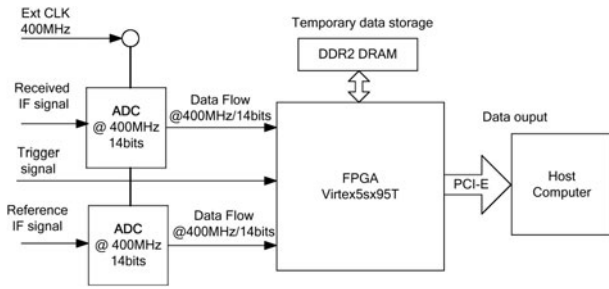 Ext CLK
400MHz
Temporary data storage
DDR2 DRAM
Received
IF signal
ADC
@ 400MHz
14bits
Data Flow
@400MHz/14bits
Trigger
signal
FPGA
Virtex5sx95T
PCI-E
Data ouput
Host
Computer
Reference
IF signal
ADC
@ 400MHz
14bits
Data Flow
@400MHz/14bits